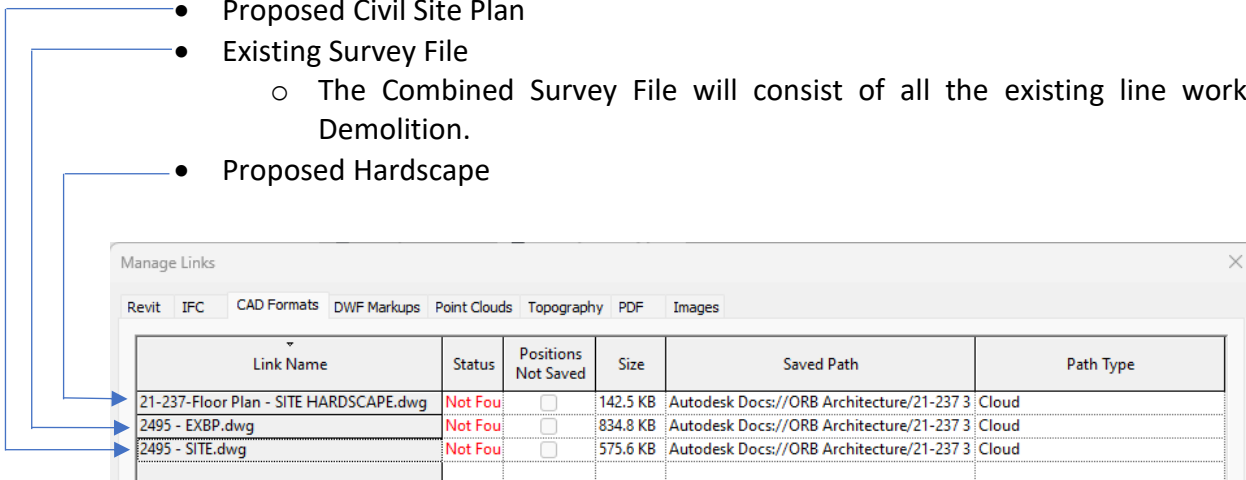 ● Proposed Civil Site Plan
● Existing Survey File
o The Combined Survey File will consist of all the existing line work
Demolition.
● Proposed Hardscape
Manage Links
Revit IFC CAD Formats DWF Markups Point Clouds Topography PDF Images
Link Name Status Positions Not Saved Size Saved Path Path Type
21-237-Floor Plan - SITE HARDSCAPE.dwg Not Fou 142.5 KB Autodesk Docs://ORB Architecture/21-237 3 Cloud
2495 - EXBP.dwg Not Fou 834.8 KB Autodesk Docs://ORB Architecture/21-237 3 Cloud
2495 - SITE.dwg Not Fou 575.6 KB Autodesk Docs://ORB Architecture/21-237 3 Cloud